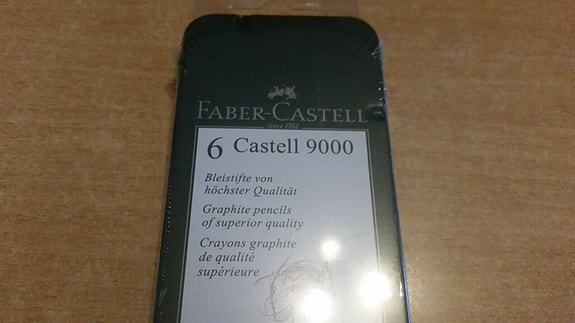 FABER-CASTELL
since 1761
6 Castell 9000
Bleistifte von
höchster Qualität
Graphite pencils
of superior quality
Crayons graphite
de qualité
supérieure